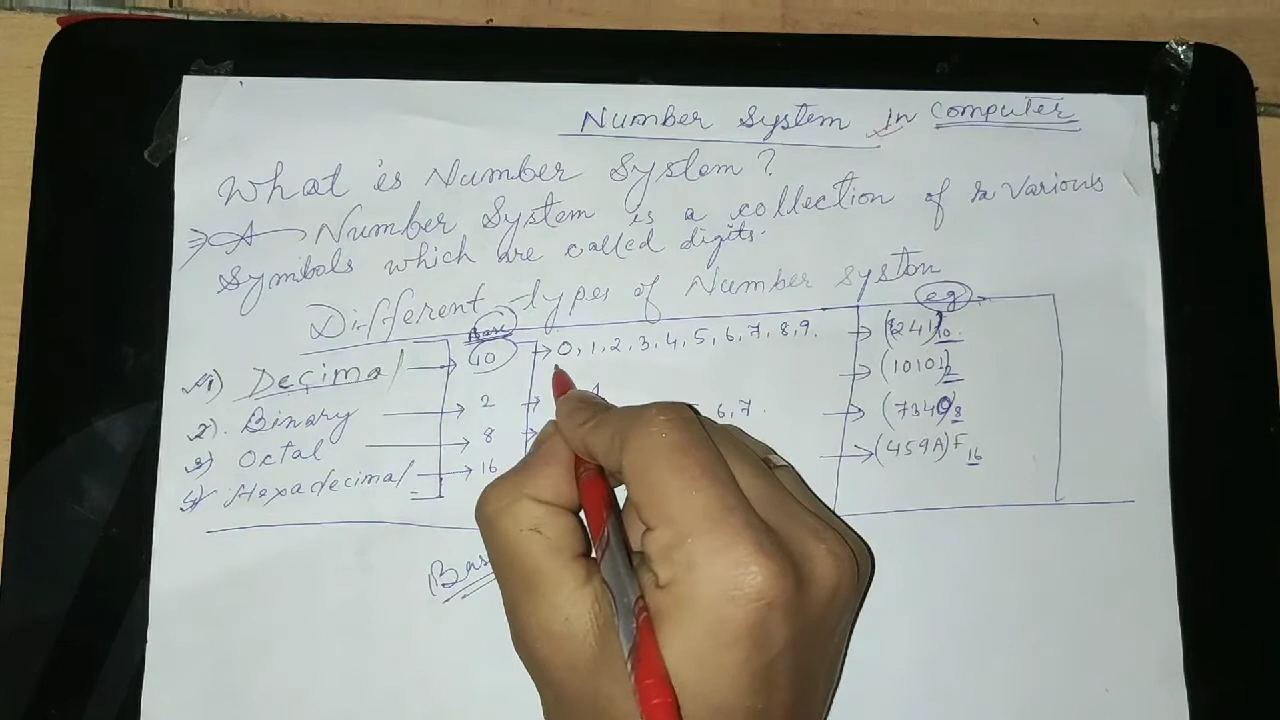 Number System in Computer
What is Number System?
⇒ A Number System is a collection of various
Symbols which are called digits.
Different types of Number System
Base eg
1) Decimal → 10 → 0, 1, 2, 3, 4, 5, 6, 7, 8, 9. → (1241)10.
2). Binary → 2 → → (10101)2
3) Octal → 8 → 6, 7. → (7340)8
4) Hexadecimal → 16 → (459A)F16
Bas